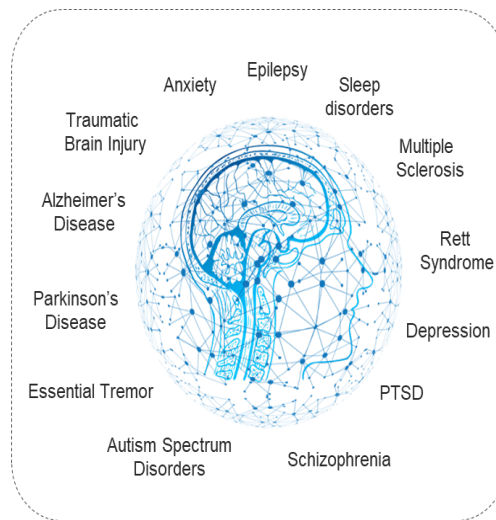 Epilepsy
Anxiety
Sleep
disorders
Traumatic
Brain Injury
Multiple
Sclerosis
Alzheimer's
Disease
Rett
Syndrome
Parkinson's
Disease
Depression
Essential Tremor
PTSD
Autism Spectrum
Disorders
Schizophrenia